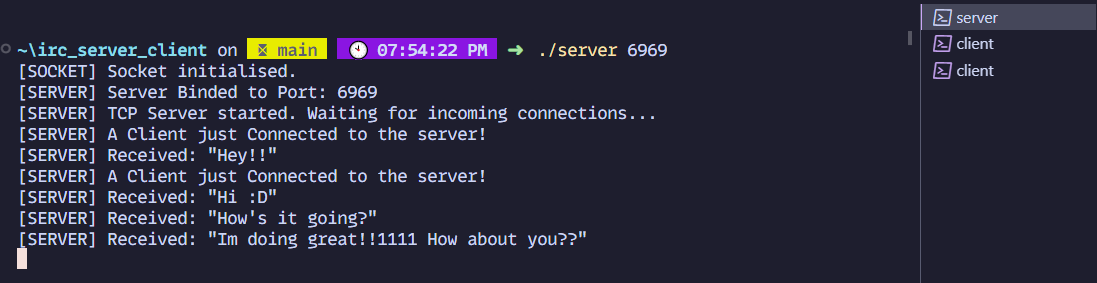 ~\irc_server_client on main 07:54:22 PM ➜ ./server 6969
[SOCKET] Socket initialised.
[SERVER] Server Binded to Port: 6969
[SERVER] TCP Server started. Waiting for incoming connections...
[SERVER] A Client just Connected to the server!
[SERVER] Received: "Hey!!"
[SERVER] A Client just Connected to the server!
[SERVER] Received: "Hi :D"
[SERVER] Received: "How's it going?"
[SERVER] Received: "Im doing great!!1111 How about you??"
server
client
client